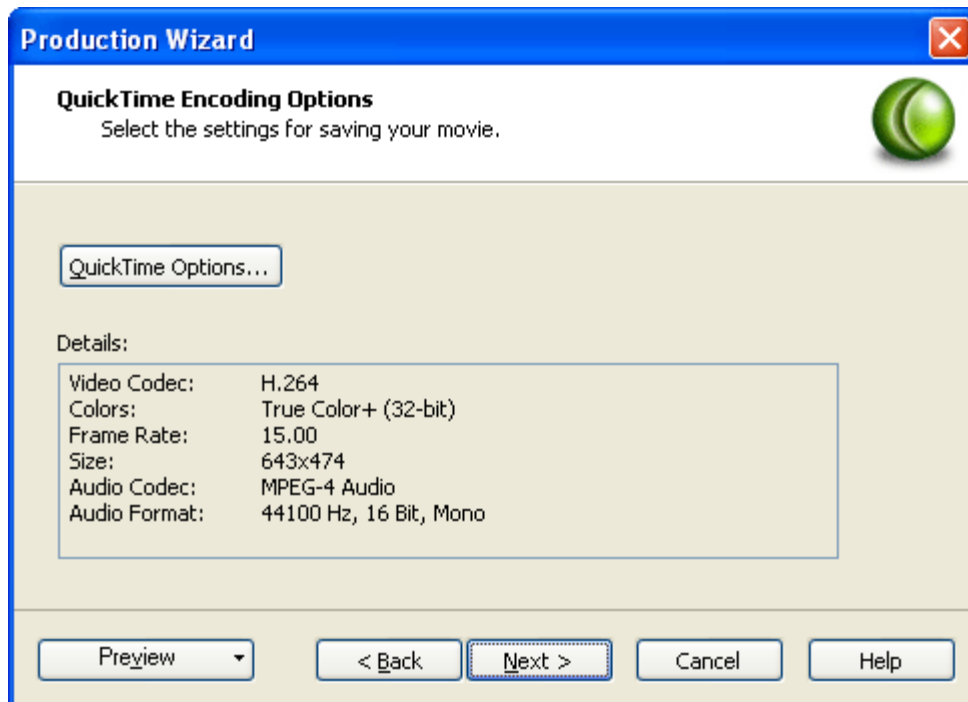 Production Wizard
QuickTime Encoding Options
Select the settings for saving your movie.
QuickTime Options...
Details:
Video Codec: H.264
Colors: True Color+ (32-bit)
Frame Rate: 15.00
Size: 643x474
Audio Codec: MPEG-4 Audio
Audio Format: 44100 Hz, 16 Bit, Mono
Preview < Back Next > Cancel Help